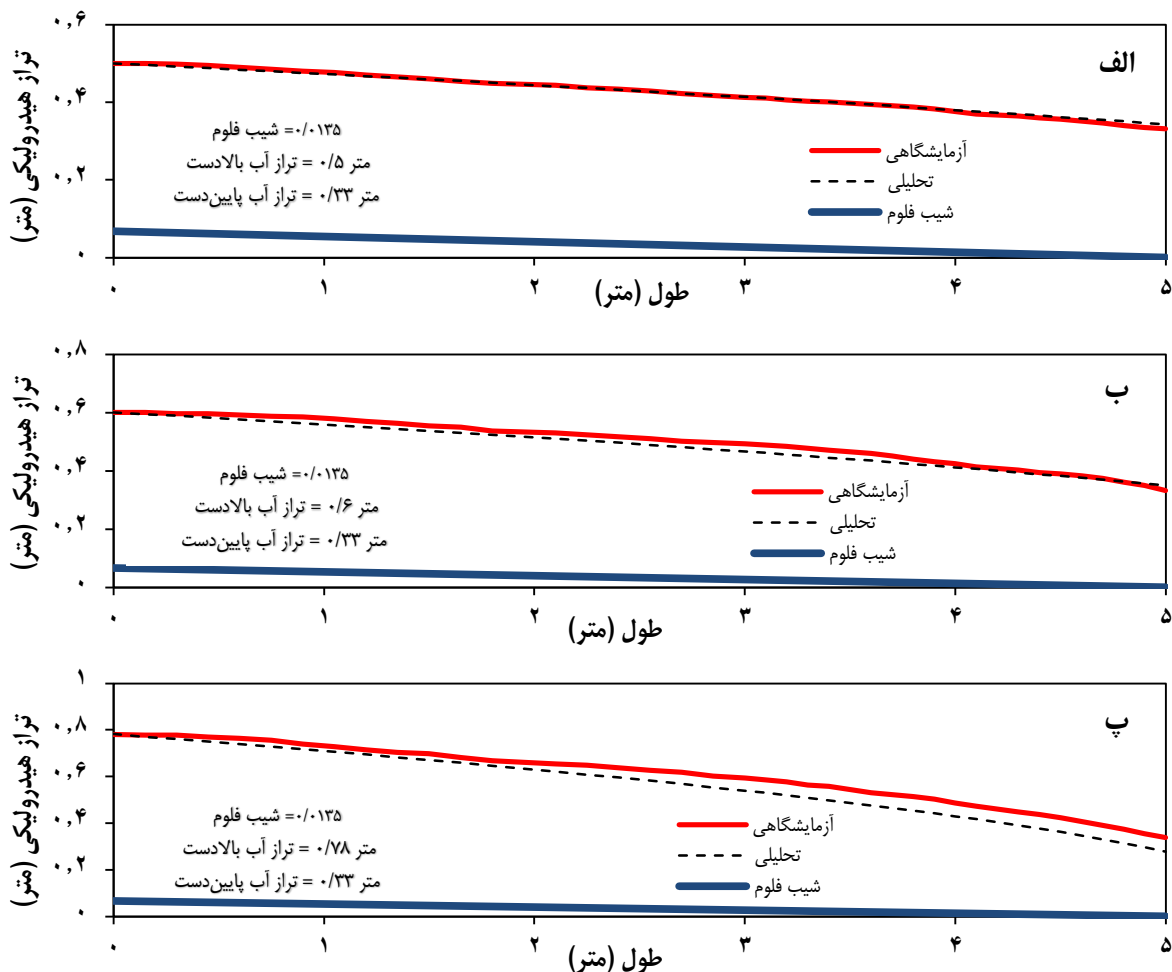 ۰٫۶
۰٫۴
۰٫۲
۰
تراز هیدرولیکی (متر)
الف
۰/۰۱۳۵= شیب فلوم
متر ۰/۵ = تراز آب بالادست
متر ۰/۳۳ = تراز آب پایین‌دست
آزمایشگاهی
تحلیلی
شیب فلوم
۰ ۱ ۲ ۳ ۴ ۵
طول (متر)
۰٫۸
۰٫۶
۰٫۴
۰٫۲
۰
تراز هیدرولیکی (متر)
ب
۰/۰۱۳۵= شیب فلوم
متر ۰/۶ = تراز آب بالادست
متر ۰/۳۳ = تراز آب پایین‌دست
آزمایشگاهی
تحلیلی
شیب فلوم
۰ ۱ ۲ ۳ ۴ ۵
طول (متر)
۱
۰٫۸
۰٫۶
۰٫۴
۰٫۲
۰
تراز هیدرولیکی (متر)
پ
۰/۰۱۳۵= شیب فلوم
متر ۰/۷۸ = تراز آب بالادست
متر ۰/۳۳ = تراز آب پایین‌دست
آزمایشگاهی
تحلیلی
شیب فلوم
۰ ۱ ۲ ۳ ۴ ۵
طول (متر)